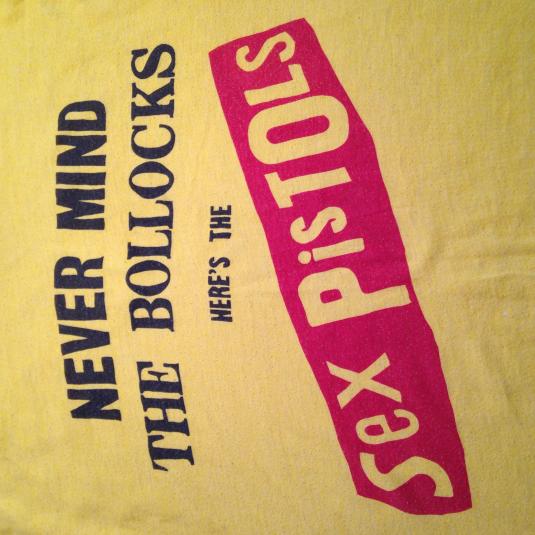 NEVER MIND
THE BOLLOCKS
HERE'S THE
Sex PisTOLS